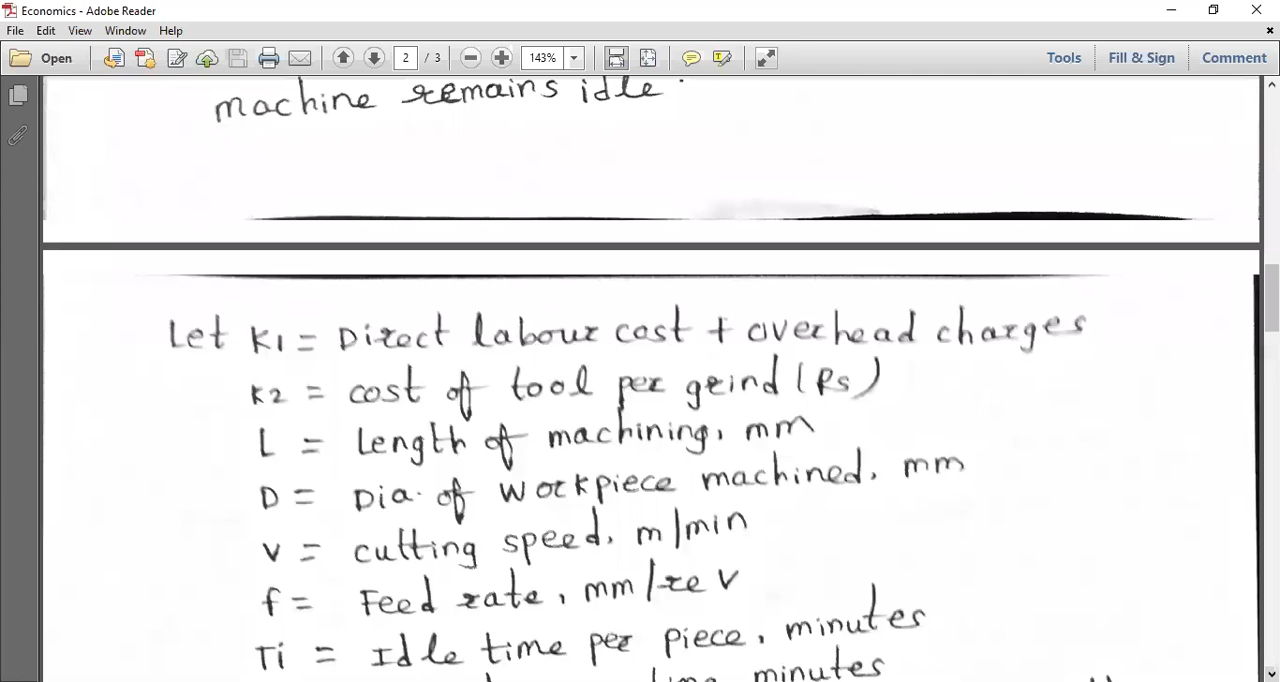 Economics - Adobe Reader
File Edit View Window Help
Open 2 / 3 143% Tools Fill & Sign Comment
machine remains idle.
Let K1 = Direct labour cost + overhead charges
K2 = cost of tool per grind (Rs)
L = Length of machining, mm
D = Dia. of workpiece machined, mm
V = cutting speed, m/min
f = Feed rate, mm/rev
Ti = Idle time per piece, minutes
minutes